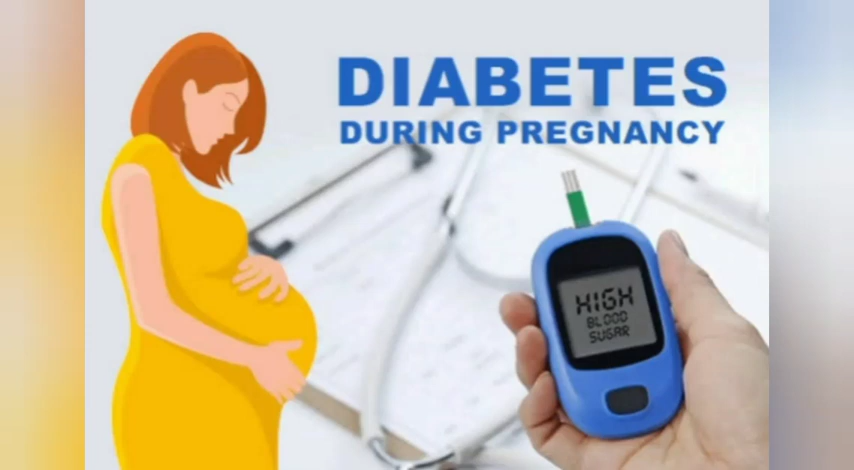 DIABETES
DURING PREGNANCY
HIGH
BLOOD
SUGAR